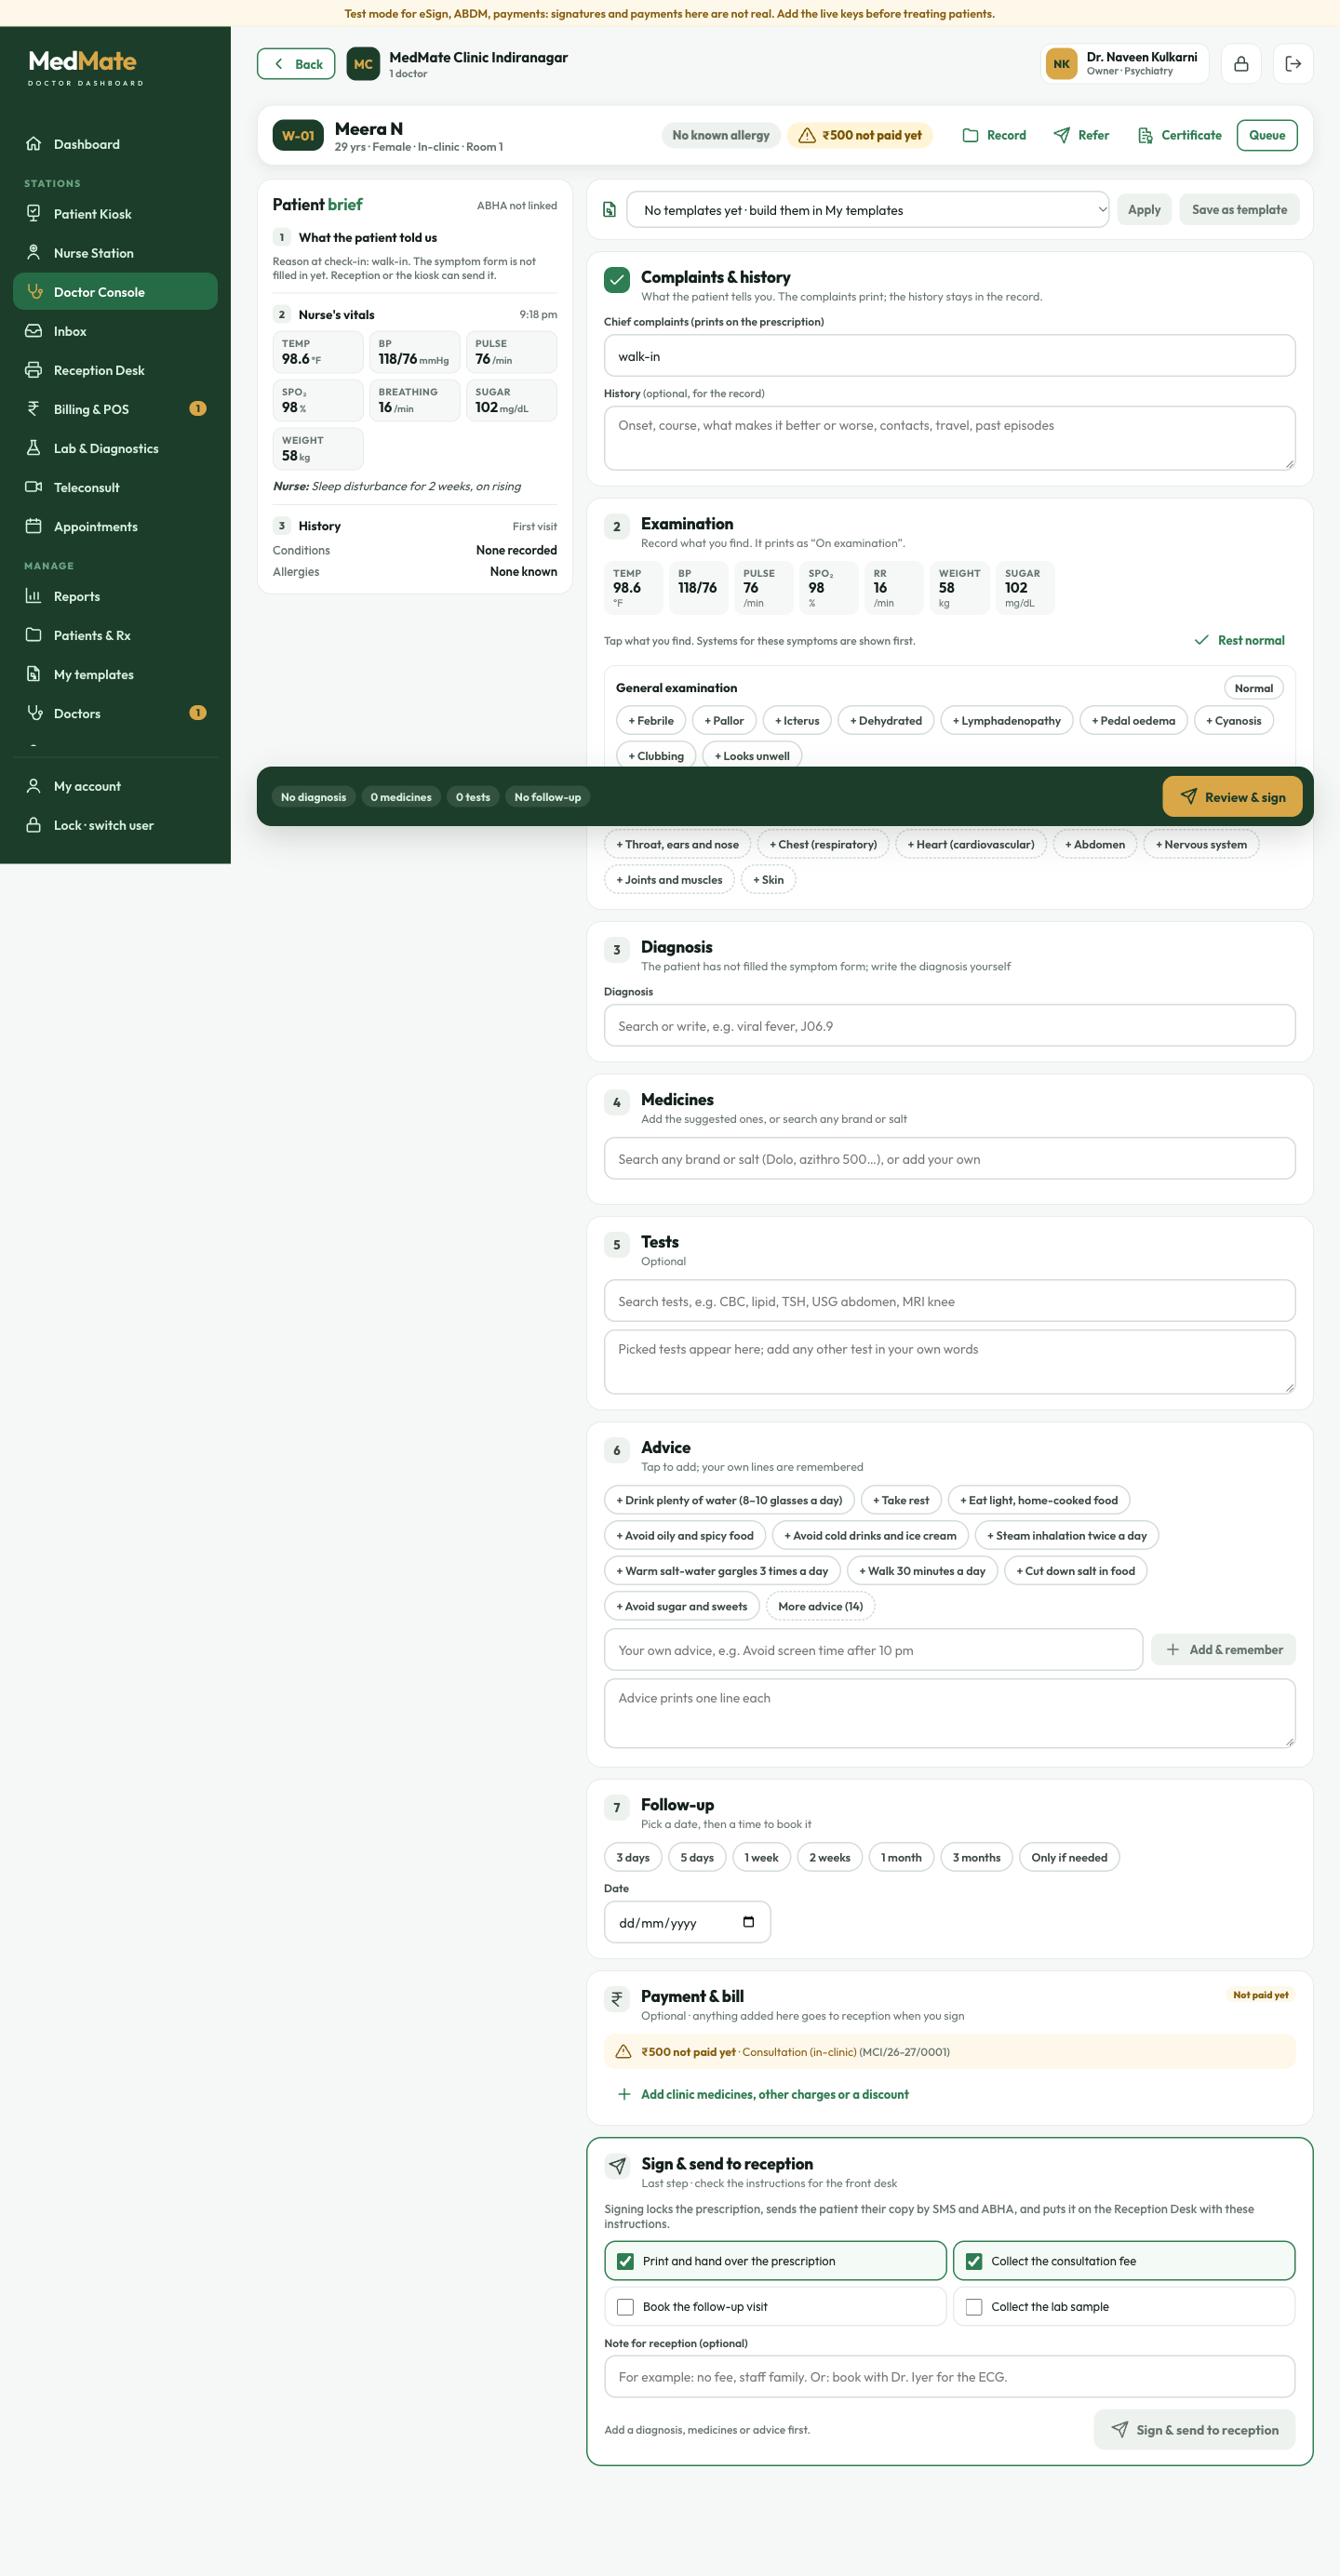 Test mode for eSign, ABDM, payments: signatures and payments here are not real. Add the live keys before treating patients.
MedMate
DOCTOR DASHBOARD
Dashboard
STATIONS
Patient Kiosk
Nurse Station
Doctor Console
Inbox
Reception Desk
Billing & POS 1
Lab & Diagnostics
Teleconsult
Appointments
MANAGE
Reports
Patients & Rx
My templates
Doctors 1
My account
Lock · switch user
Back
MC
MedMate Clinic Indiranagar
1 doctor
NK
Dr. Naveen Kulkarni
Owner · Psychiatry
W-01
Meera N
29 yrs · Female · In-clinic · Room 1
No known allergy
₹500 not paid yet
Record
Refer
Certificate
Queue
Patient brief
ABHA not linked
1 What the patient told us
Reason at check-in: walk-in. The symptom form is not
filled in yet. Reception or the kiosk can send it.
2 Nurse's vitals 9:18 pm
TEMP
98.6 °F
BP
118/76 mmHg
PULSE
76 /min
SPO₂
98 %
BREATHING
16 /min
SUGAR
102 mg/dL
WEIGHT
58 kg
Nurse: Sleep disturbance for 2 weeks, on rising
3 History First visit
Conditions None recorded
Allergies None known
No templates yet · build them in My templates
Apply
Save as template
Complaints & history
What the patient tells you. The complaints print; the history stays in the record.
Chief complaints (prints on the prescription)
walk-in
History (optional, for the record)
Onset, course, what makes it better or worse, contacts, travel, past episodes
2 Examination
Record what you find. It prints as “On examination”.
TEMP
98.6
°F
BP
118/76
PULSE
76
/min
SPO₂
98
%
RR
16
/min
WEIGHT
58
kg
SUGAR
102
mg/dL
Tap what you find. Systems for these symptoms are shown first.
Rest normal
General examination
Normal
+ Febrile + Pallor + Icterus + Dehydrated + Lymphadenopathy + Pedal oedema + Cyanosis
+ Clubbing + Looks unwell
No diagnosis 0 medicines 0 tests No follow-up
Review & sign
+ Throat, ears and nose + Chest (respiratory) + Heart (cardiovascular) + Abdomen + Nervous system
+ Joints and muscles + Skin
3 Diagnosis
The patient has not filled the symptom form; write the diagnosis yourself
Diagnosis
Search or write, e.g. viral fever, J06.9
4 Medicines
Add the suggested ones, or search any brand or salt
Search any brand or salt (Dolo, azithro 500…), or add your own
5 Tests
Optional
Search tests, e.g. CBC, lipid, TSH, USG abdomen, MRI knee
Picked tests appear here; add any other test in your own words
6 Advice
Tap to add; your own lines are remembered
+ Drink plenty of water (8–10 glasses a day) + Take rest + Eat light, home-cooked food
+ Avoid oily and spicy food + Avoid cold drinks and ice cream + Steam inhalation twice a day
+ Warm salt-water gargles 3 times a day + Walk 30 minutes a day + Cut down salt in food
+ Avoid sugar and sweets More advice (14)
Your own advice, e.g. Avoid screen time after 10 pm
Add & remember
Advice prints one line each
7 Follow-up
Pick a date, then a time to book it
3 days 5 days 1 week 2 weeks 1 month 3 months Only if needed
Date
dd/mm/yyyy
₹ Payment & bill
Not paid yet
Optional · anything added here goes to reception when you sign
₹500 not paid yet · Consultation (in-clinic) (MCI/26-27/0001)
Add clinic medicines, other charges or a discount
Sign & send to reception
Last step · check the instructions for the front desk
Signing locks the prescription, sends the patient their copy by SMS and ABHA, and puts it on the Reception Desk with these
instructions.
Print and hand over the prescription
Collect the consultation fee
Book the follow-up visit
Collect the lab sample
Note for reception (optional)
For example: no fee, staff family. Or: book with Dr. Iyer for the ECG.
Add a diagnosis, medicines or advice first.
Sign & send to reception